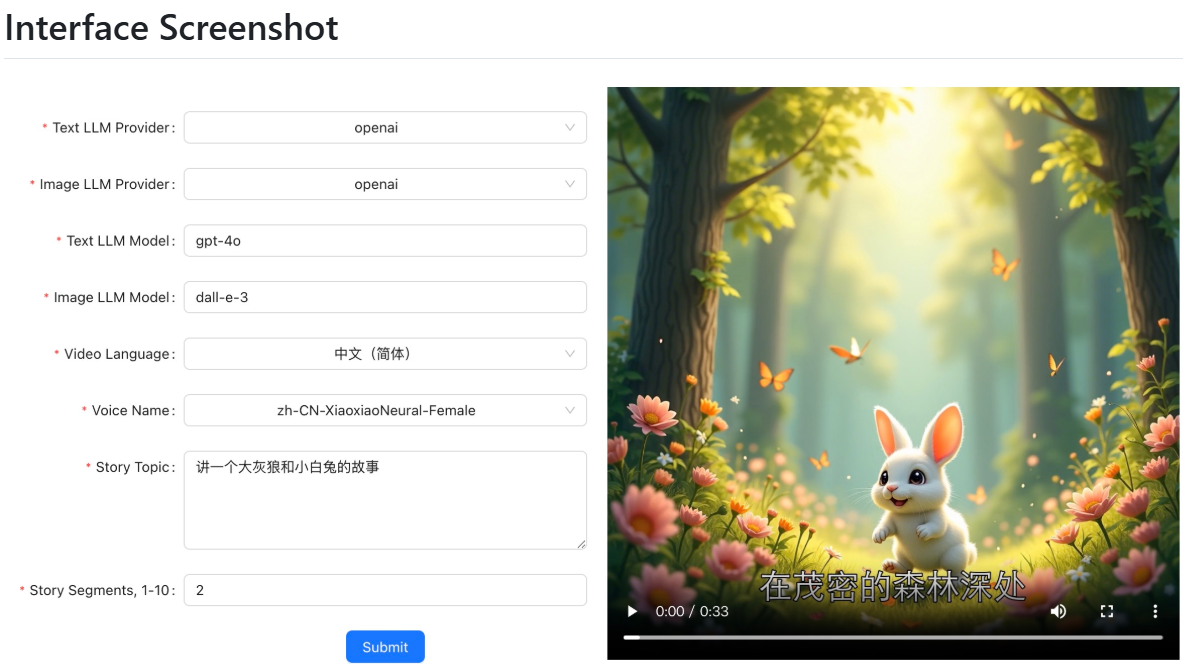 Interface Screenshot
* Text LLM Provider: openai
* Image LLM Provider: openai
* Text LLM Model: gpt-4o
* Image LLM Model: dall-e-3
* Video Language: 中文（简体）
* Voice Name: zh-CN-XiaoxiaoNeural-Female
* Story Topic: 讲一个大灰狼和小白兔的故事
* Story Segments, 1-10: 2
Submit
在茂密的森林深处
0:00 / 0:33